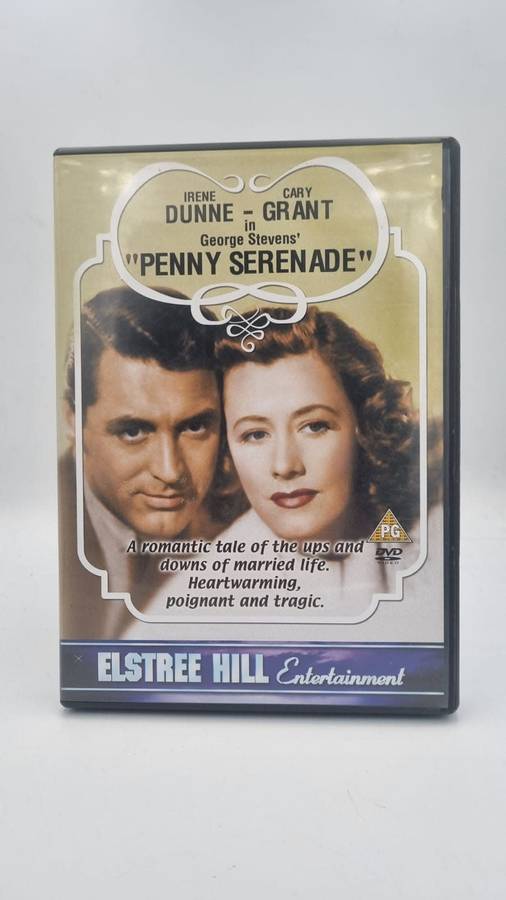 IRENE CARY
DUNNE - GRANT
in
George Stevens'
"PENNY SERENADE"
A romantic tale of the ups and
downs of married life.
Heartwarming,
poignant and tragic.
PG
DVD
VIDEO
ELSTREE HILL Entertainment